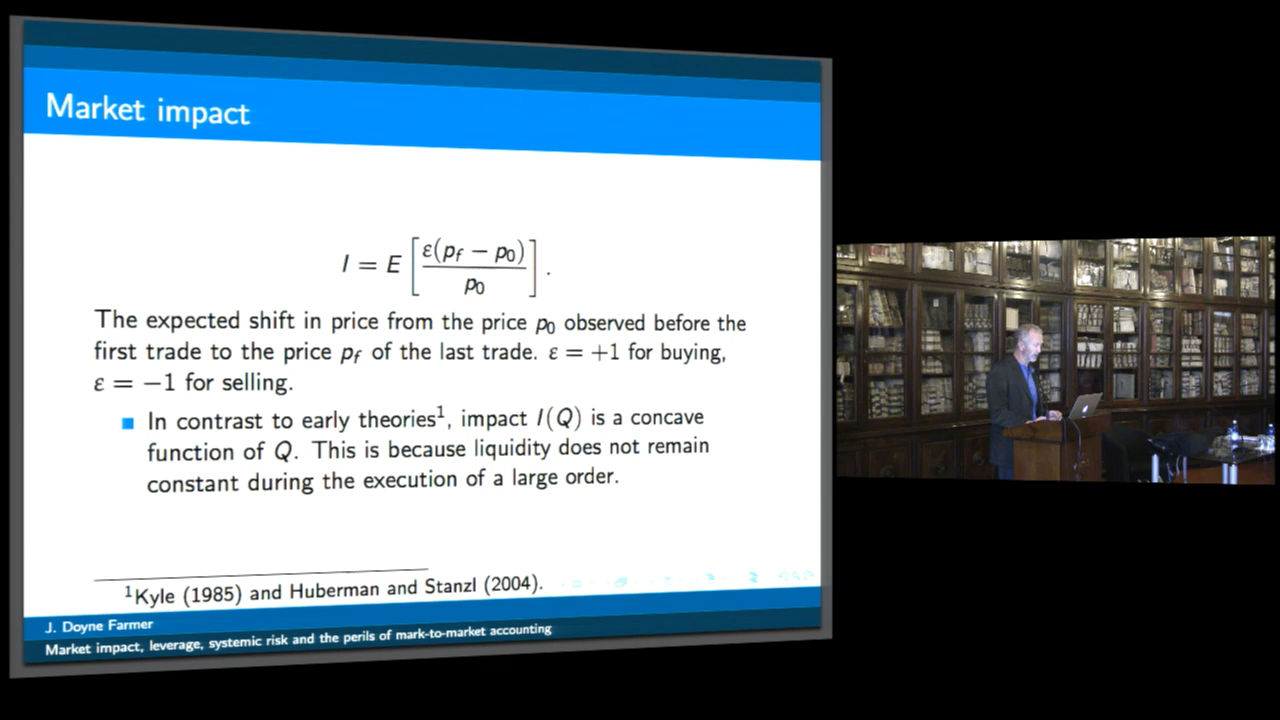 Market impact
I = E [ε(p_f − p_0) / p_0] .
The expected shift in price from the price p_0 observed before the
first trade to the price p_f of the last trade. ε = +1 for buying,
ε = −1 for selling.
In contrast to early theories¹, impact I(Q) is a concave
function of Q. This is because liquidity does not remain
constant during the execution of a large order.
¹Kyle (1985) and Huberman and Stanzl (2004).
J. Doyne Farmer
Market impact, leverage, systemic risk and the perils of mark-to-market accounting